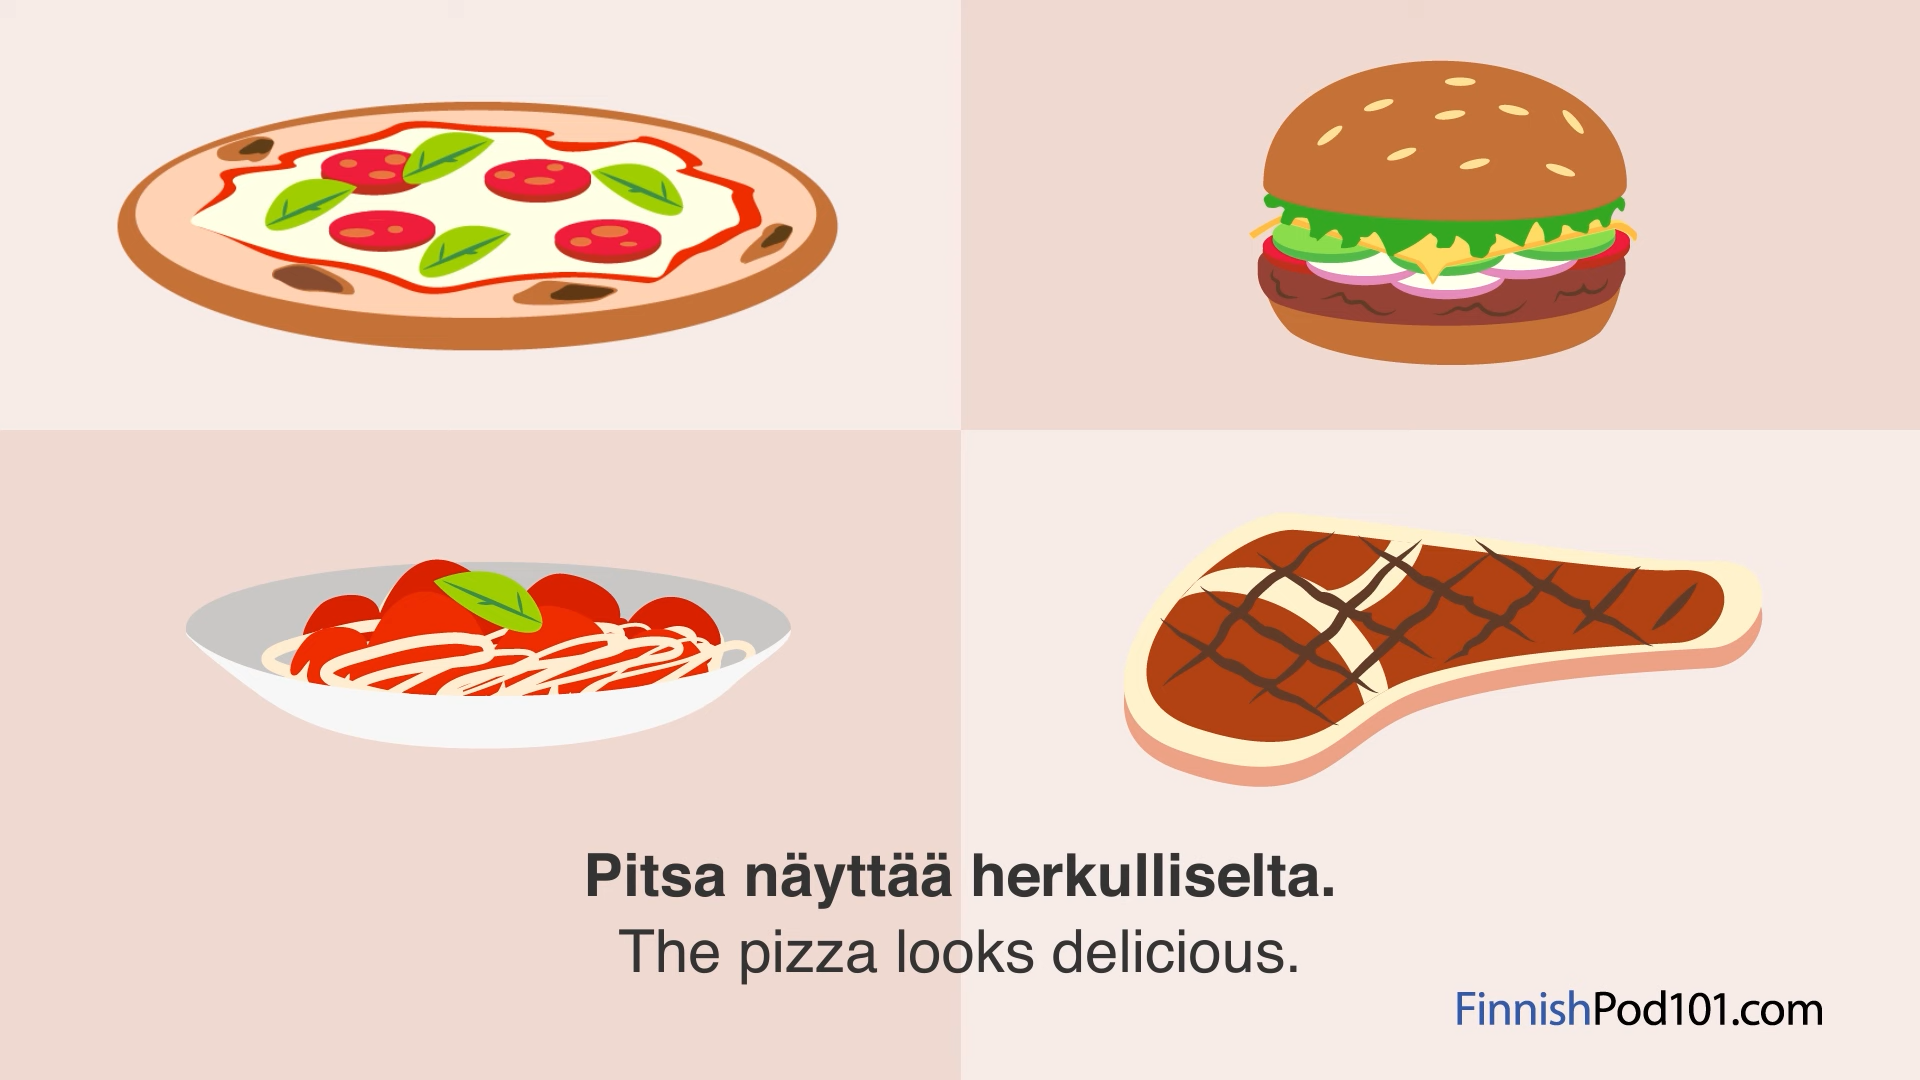 Pitsa näyttää herkulliselta.
The pizza looks delicious.
FinnishPod101.com